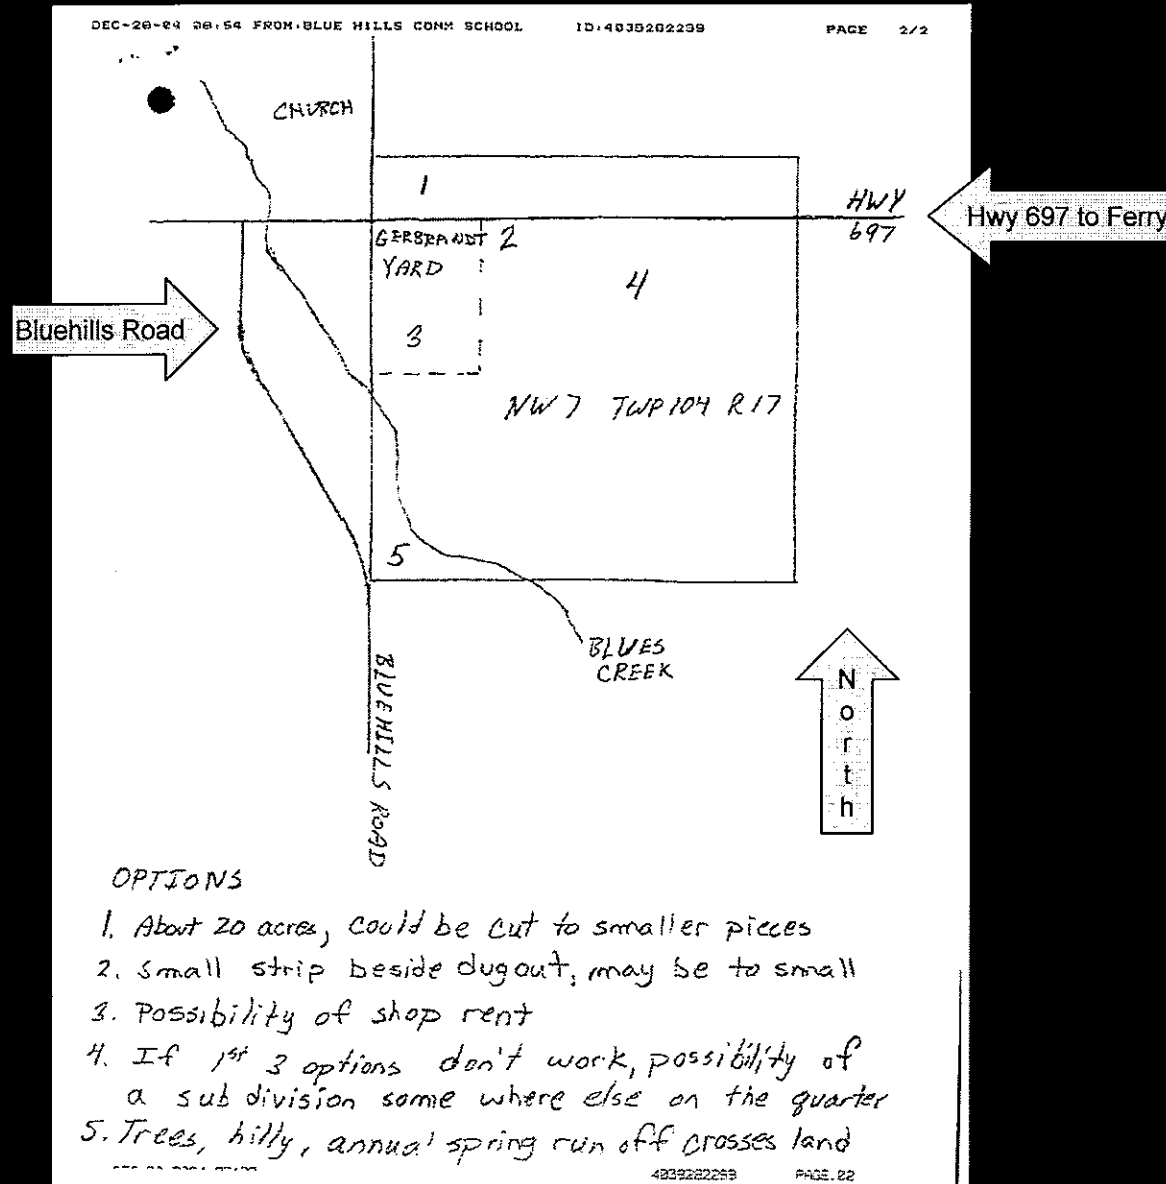 DEC-20-04 08:54 FROM:BLUE HILLS COMM SCHOOL ID:4039282239 PAGE 2/2
CHURCH
1
HWY
697
Hwy 697 to Ferry
GERBRANDT
YARD
2
4
Bluehills Road
3
NW 7 TWP 104 R 17
5
BLUES
CREEK
BLUEHILLS ROAD
North
OPTIONS
1. About 20 acres, could be cut to smaller pieces
2. Small strip beside dugout, may be to small
3. Possibility of shop rent
4. If 1st 3 options don't work, possibility of
a sub division some where else on the quarter
5. Trees, hilly, annual spring run off crosses land
PAGE.02